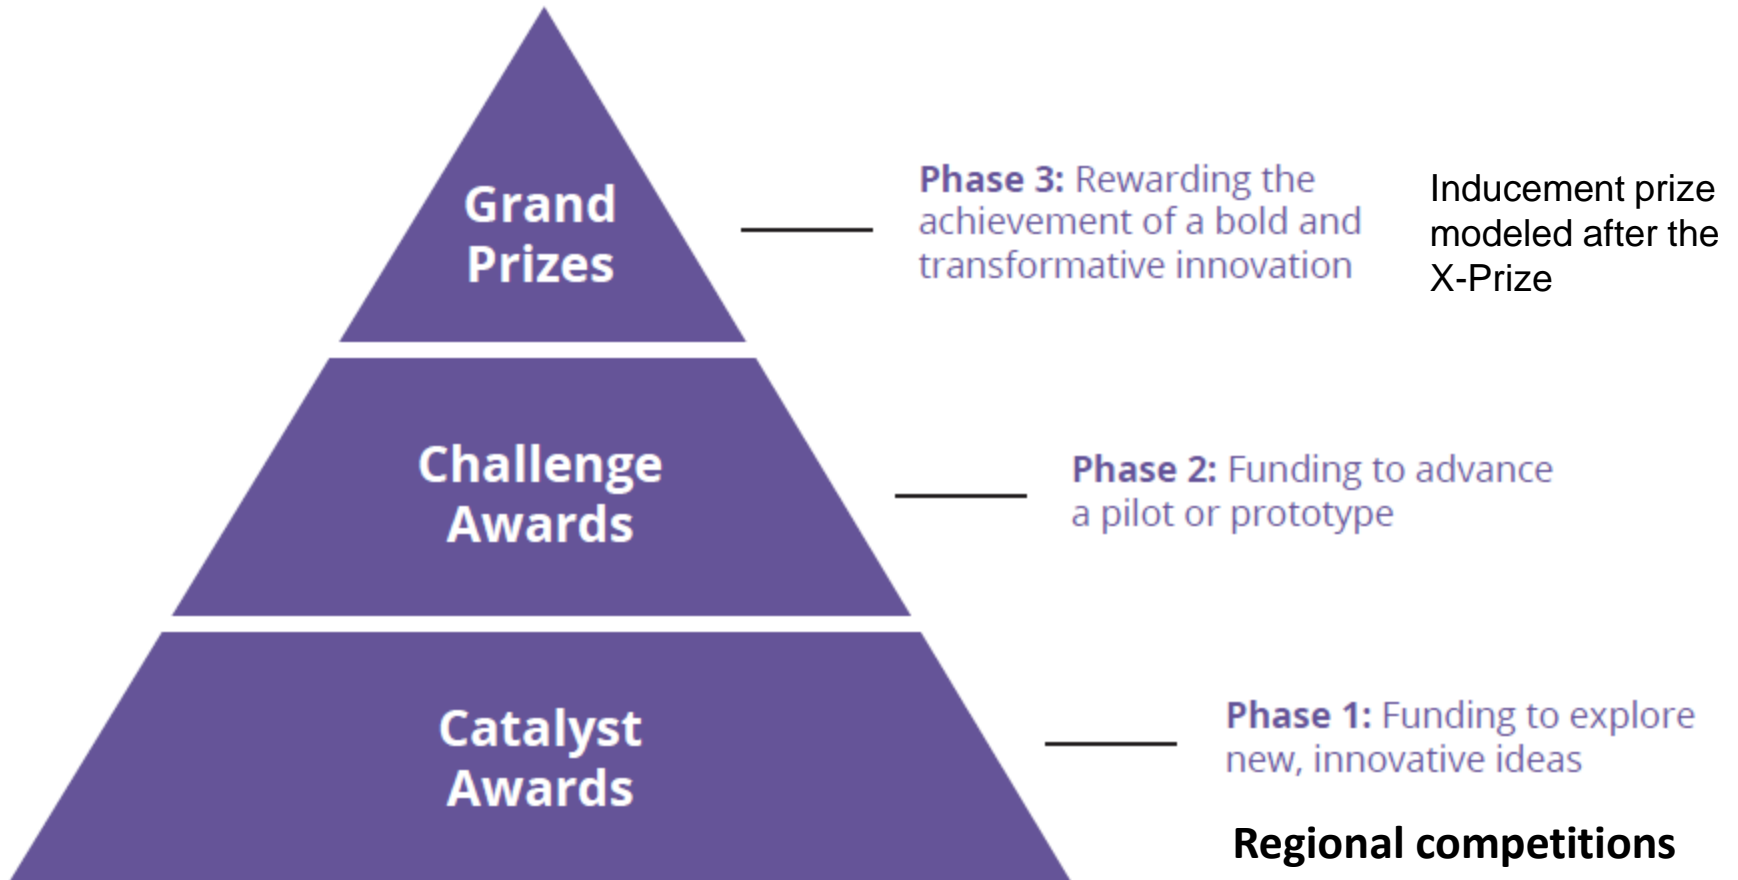 Grand
Prizes
Phase 3: Rewarding the
achievement of a bold and
transformative innovation
Inducement prize
modeled after the
X-Prize
Challenge
Awards
Phase 2: Funding to advance
a pilot or prototype
Catalyst
Awards
Phase 1: Funding to explore
new, innovative ideas
Regional competitions